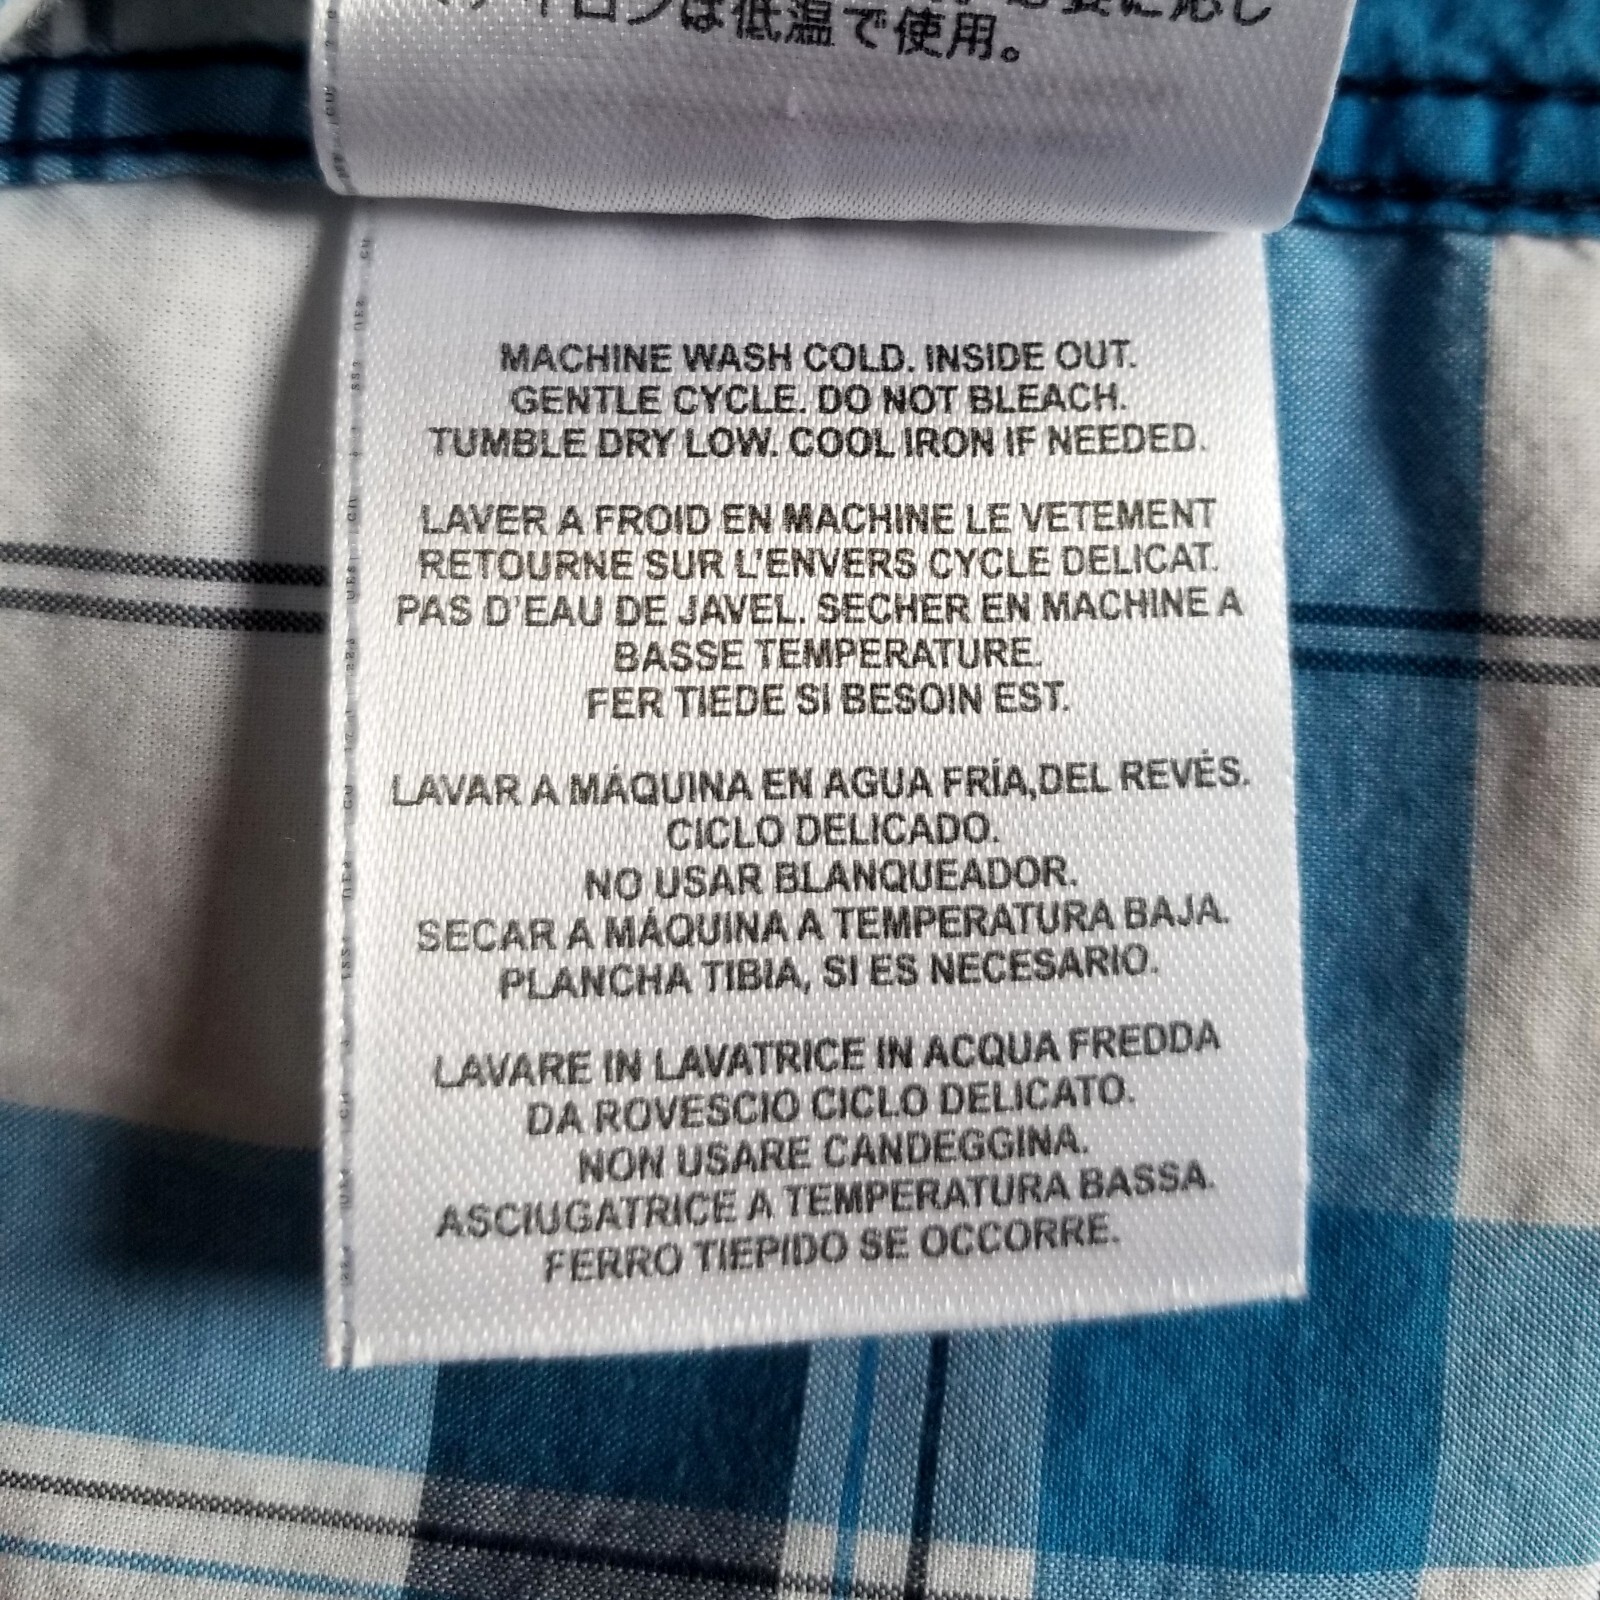 アイロンは低温で使用。
MACHINE WASH COLD. INSIDE OUT.
GENTLE CYCLE. DO NOT BLEACH.
TUMBLE DRY LOW. COOL IRON IF NEEDED.
LAVER A FROID EN MACHINE LE VETEMENT
RETOURNE SUR L'ENVERS CYCLE DELICAT.
PAS D'EAU DE JAVEL. SECHER EN MACHINE A
BASSE TEMPERATURE.
FER TIEDE SI BESOIN EST.
LAVAR A MÁQUINA EN AGUA FRÍA,DEL REVÉS.
CICLO DELICADO.
NO USAR BLANQUEADOR.
SECAR A MÁQUINA A TEMPERATURA BAJA.
PLANCHA TIBIA, SI ES NECESARIO.
LAVARE IN LAVATRICE IN ACQUA FREDDA
DA ROVESCIO CICLO DELICATO.
NON USARE CANDEGGINA.
ASCIUGATRICE A TEMPERATURA BASSA.
FERRO TIEPIDO SE OCCORRE.